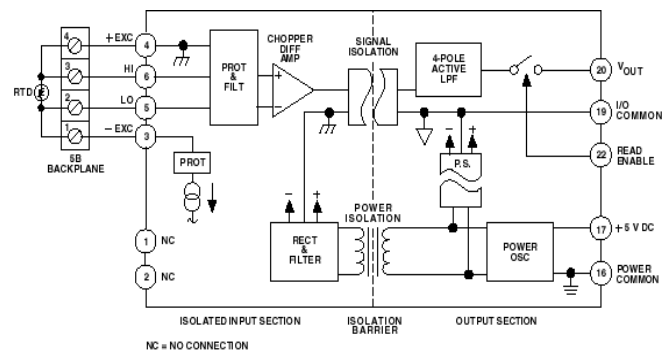 CHOPPER
DIFF
AMP
SIGNAL
ISOLATION
4
+EXC
4
PROT
&
FILT
+
–
4-POLE
ACTIVE
LPF
20
VOUT
3
HI
6
RTD
2
LO
5
19
I/O
COMMON
1
– EXC
3
5B
BACKPLANE
PROT
– +
P.S.
22
READ
ENABLE
– +
POWER
ISOLATION
1
NC
RECT
&
FILTER
POWER
OSC
17
+5 V DC
2
NC
16
POWER
COMMON
ISOLATED INPUT SECTION
ISOLATION
BARRIER
OUTPUT SECTION
NC = NO CONNECTION